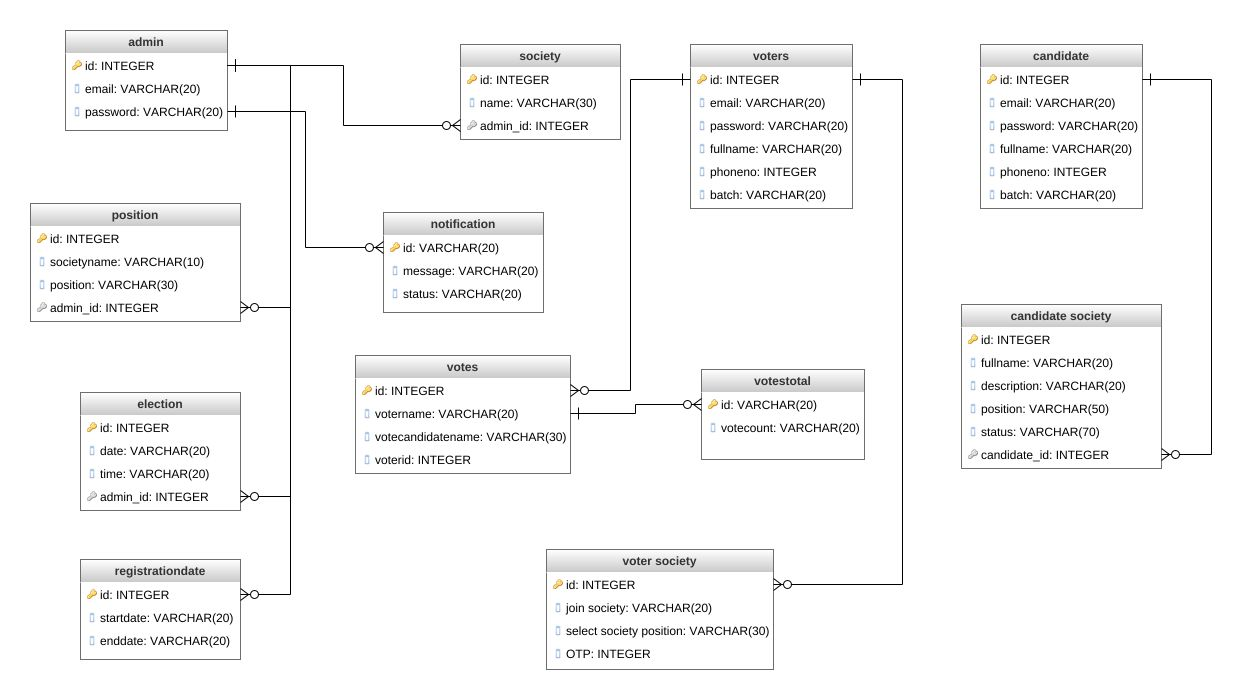 admin
id: INTEGER
email: VARCHAR(20)
password: VARCHAR(20)
society
id: INTEGER
name: VARCHAR(30)
admin_id: INTEGER
voters
id: INTEGER
email: VARCHAR(20)
password: VARCHAR(20)
fullname: VARCHAR(20)
phoneno: INTEGER
batch: VARCHAR(20)
candidate
id: INTEGER
email: VARCHAR(20)
password: VARCHAR(20)
fullname: VARCHAR(20)
phoneno: INTEGER
batch: VARCHAR(20)
position
id: INTEGER
societyname: VARCHAR(10)
position: VARCHAR(30)
admin_id: INTEGER
notification
id: VARCHAR(20)
message: VARCHAR(20)
status: VARCHAR(20)
candidate society
id: INTEGER
fullname: VARCHAR(20)
description: VARCHAR(20)
position: VARCHAR(50)
status: VARCHAR(70)
candidate_id: INTEGER
votes
id: INTEGER
votername: VARCHAR(20)
votecandidatename: VARCHAR(30)
voterid: INTEGER
votestotal
id: VARCHAR(20)
votecount: VARCHAR(20)
election
id: INTEGER
date: VARCHAR(20)
time: VARCHAR(20)
admin_id: INTEGER
registrationdate
id: INTEGER
startdate: VARCHAR(20)
enddate: VARCHAR(20)
voter society
id: INTEGER
join society: VARCHAR(20)
select society position: VARCHAR(30)
OTP: INTEGER